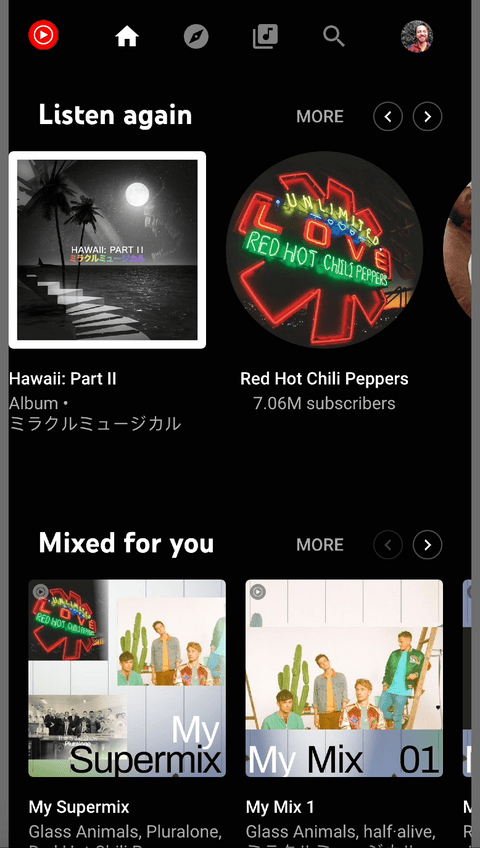 Listen again
MORE
HAWAII: PART II
ミラクルミュージカル
UNLIMITED
LOVE
RED HOT CHILI PEPPERS
Hawaii: Part II
Album •
ミラクルミュージカル
Red Hot Chili Peppers
7.06M subscribers
Mixed for you
MORE
UNLIMITED
LOVE
RED HOT CHILI PEPPERS
Pluralone
My
Supermix
My Mix 01
My Supermix
Glass Animals, Pluralone,
My Mix 1
Glass Animals, half·alive,